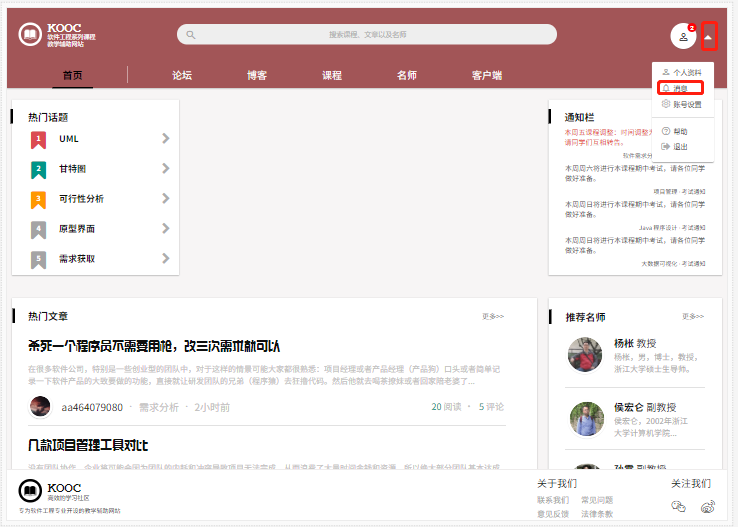 KOOC
软件工程系列课程
教学辅助网站
搜索课程、文章以及名师
2
首页
论坛
博客
课程
名师
客户端
个人资料
消息
账号设置
帮助
退出
热门话题
1 UML
2 甘特图
3 可行性分析
4 原型界面
5 需求获取
通知栏
本周五课程调整：时间调整为
请同学们互相转告。
软件需求分
本周周六将进行本课程期中考试，请各位同学
做好准备。
项目管理 · 考试通知
本周周日将进行本课程期中考试，请各位同学
做好准备。
Java 程序设计 · 考试通知
本周周日将进行本课程期中考试，请各位同学
做好准备。
大数据可视化 · 考试通知
热门文章
更多>>
杀死一个程序员不需要用枪，改三次需求就可以
在很多软件公司，特别是一些创业型的团队中，对于这样的情景可能大家都很熟悉：项目经理或者产品经理（产品狗）口头或者简单记
录一下软件产品的大致要做的功能，直接就让研发团队的兄弟（程序猿）去狂撸代码。然后他就去喝茶撩妹或者回家陪老婆了...
aa464079080 · 需求分析 · 2小时前
20 阅读 · 5 评论
几款项目管理工具对比
推荐名师
更多>>
杨枨 教授
杨枨，男，博士，教授，
浙江大学硕士生导师。
侯宏仑 副教授
侯宏仑，2002年浙江
大学计算机学院...
KOOC
高效的学习社区
专为软件工程专业开设的教学辅助网站
关于我们
联系我们
常见问题
意见反馈
法律条款
关注我们